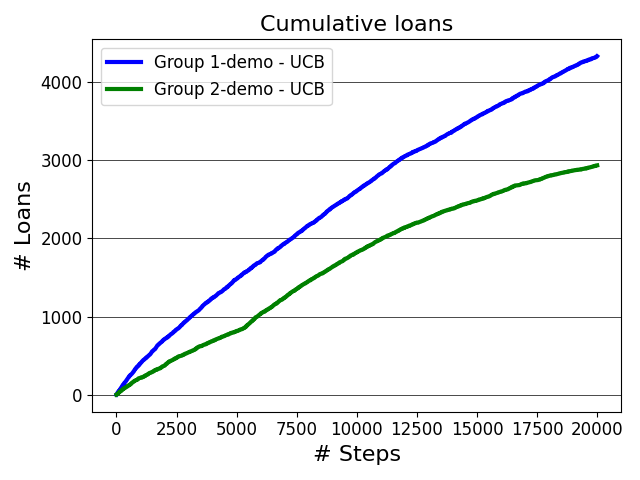 Cumulative loans
Group 1-demo - UCB
Group 2-demo - UCB
# Loans
4000
3000
2000
1000
0
0 2500 5000 7500 10000 12500 15000 17500 20000
# Steps